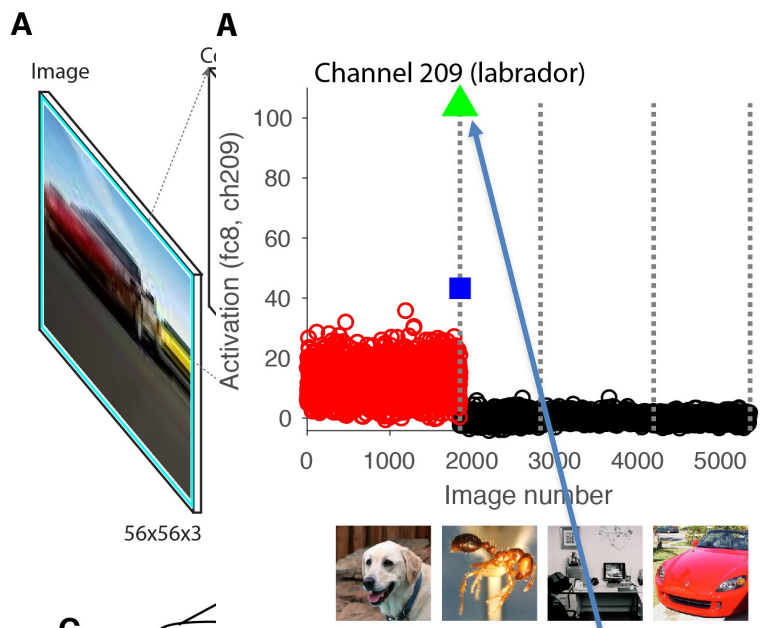 A
A
Image
Channel 209 (labrador)
Activation (fc8, ch209)
100
80
60
40
20
0
0
1000
2000
3000
4000
5000
Image number
56x56x3